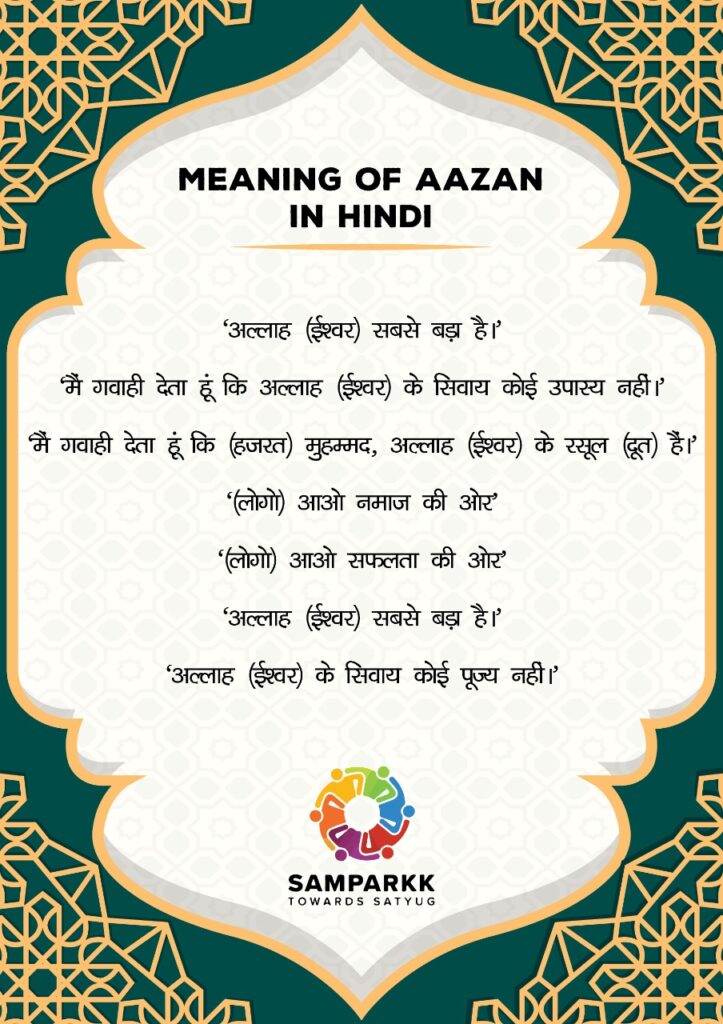 MEANING OF AAZAN
IN HINDI
‘अल्लाह (ईश्वर) सबसे बड़ा है।’
‘मैं गवाही देता हूं कि अल्लाह (ईश्वर) के सिवाय कोई उपास्य नहीं।’
‘मैं गवाही देता हूं कि (हजरत) मुहम्मद, अल्लाह (ईश्वर) के रसूल (दूत) हैं।’
‘(लोगो) आओ नमाज की ओर’
‘(लोगो) आओ सफलता की ओर’
‘अल्लाह (ईश्वर) सबसे बड़ा है।’
‘अल्लाह (ईश्वर) के सिवाय कोई पूज्य नहीं।’
SAMPARKK
TOWARDS SATYUG